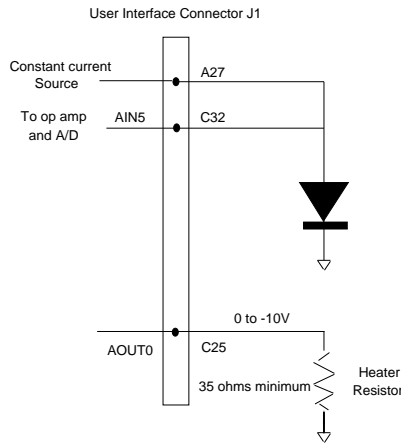 User Interface Connector J1
Constant current
Source
A27
To op amp
and A/D
AIN5
C32
0 to -10V
AOUT0
C25
35 ohms minimum
Heater
Resistor